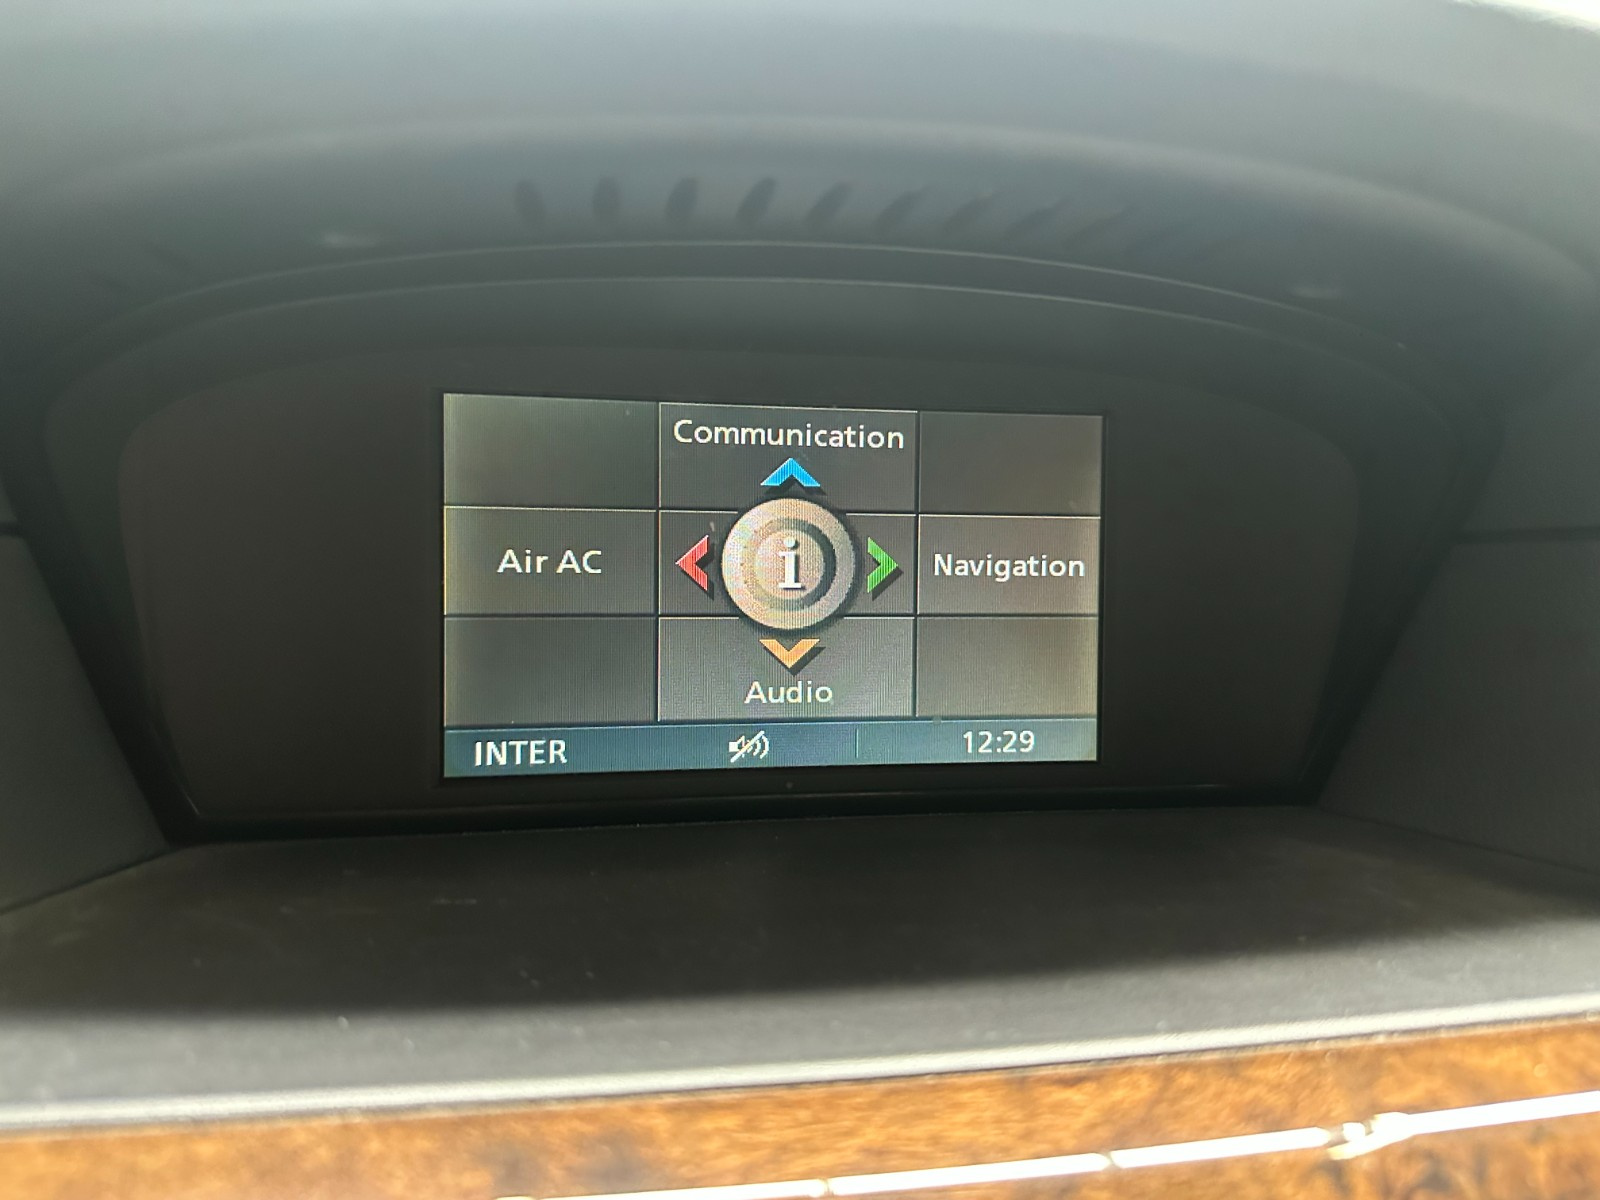 Communication
Air AC
i
Navigation
Audio
INTER
12:29